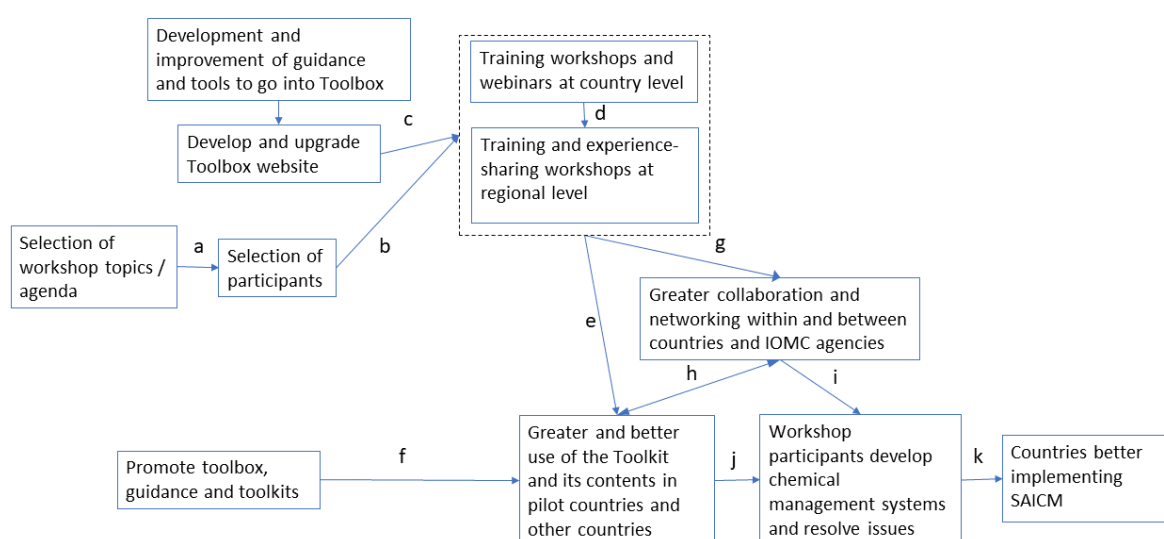 Development and
improvement of guidance
and tools to go into Toolbox
Training workshops and
webinars at country level
c
d
Develop and upgrade
Toolbox website
Training and experience-
sharing workshops at
regional level
Selection of
workshop topics /
agenda
a
Selection of
participants
b
g
Greater collaboration and
networking within and between
countries and IOMC agencies
e
h
i
Promote toolbox,
guidance and toolkits
f
Greater and better
use of the Toolkit
and its contents in
pilot countries and
other countries
j
Workshop
participants develop
chemical
management systems
and resolve issues
k
Countries better
implementing
SAICM